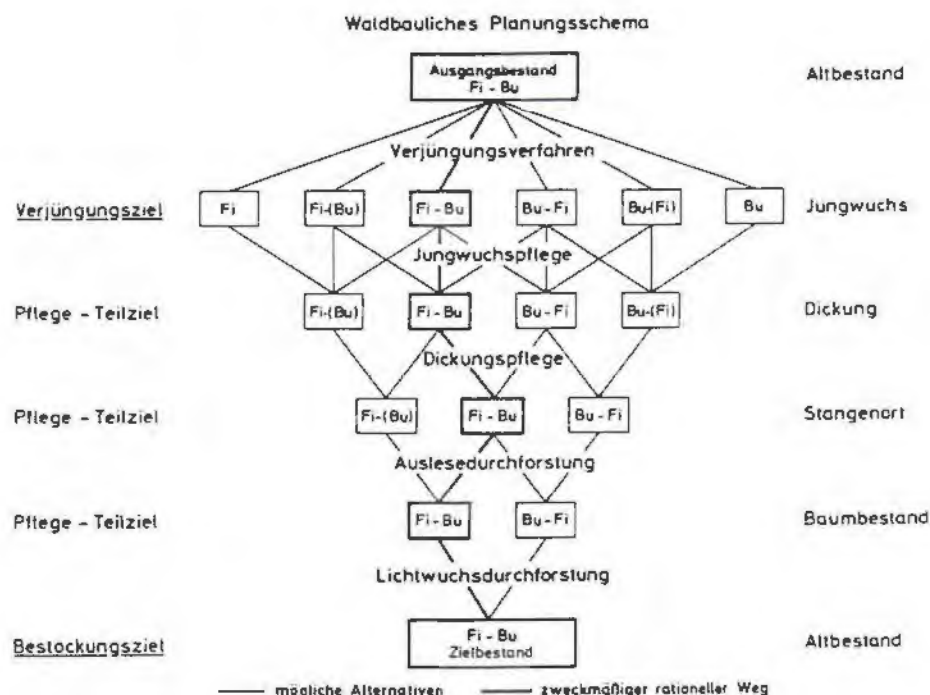 Waldbauliches Planungsschema
Ausgangsbestand
Fi - Bu
Altbestand
Verjüngungsverfahren
Verjüngungsziel
Fi
Fi-(Bu)
Fi - Bu
Bu - Fi
Bu-(Fi)
Bu
Jungwuchs
Jungwuchspflege
Pflege - Teilziel
Fi-(Bu)
Fi - Bu
Bu - Fi
Bu-(Fi)
Dickung
Dickungspflege
Pflege - Teilziel
Fi-(Bu)
Fi - Bu
Bu - Fi
Stangenort
Auslesedurchforstung
Pflege - Teilziel
Fi - Bu
Bu - Fi
Baumbestand
Lichtwuchsdurchforstung
Bestockungsziel
Fi - Bu
Zielbestand
Altbestand
mögliche Alternativen
zweckmäßiger rationeller Weg